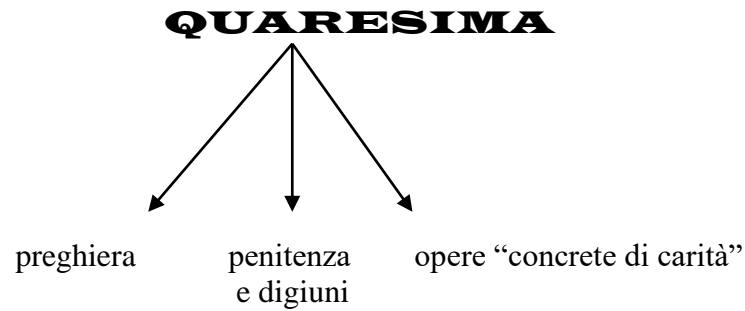 QUARESIMA
preghiera penitenza opere “concrete di carità”
e digiuni